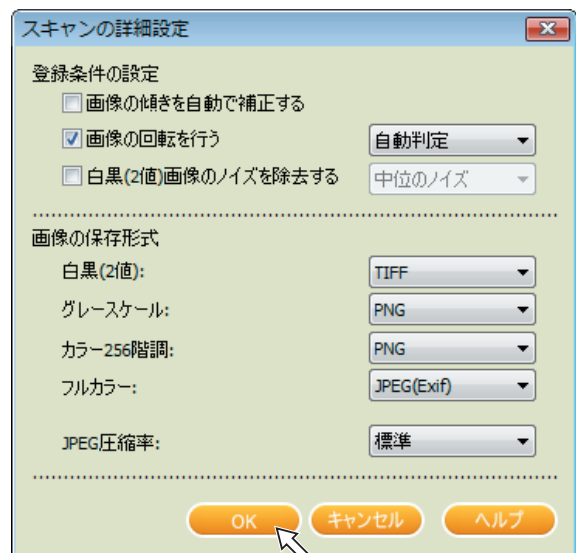 スキャンの詳細設定
登録条件の設定
画像の傾きを自動で補正する
画像の回転を行う 自動判定
白黒(2値)画像のノイズを除去する 中位のノイズ
画像の保存形式
白黒(2値): TIFF
グレースケール: PNG
カラー256階調: PNG
フルカラー: JPEG(Exif)
JPEG圧縮率: 標準
OK キャンセル ヘルプ